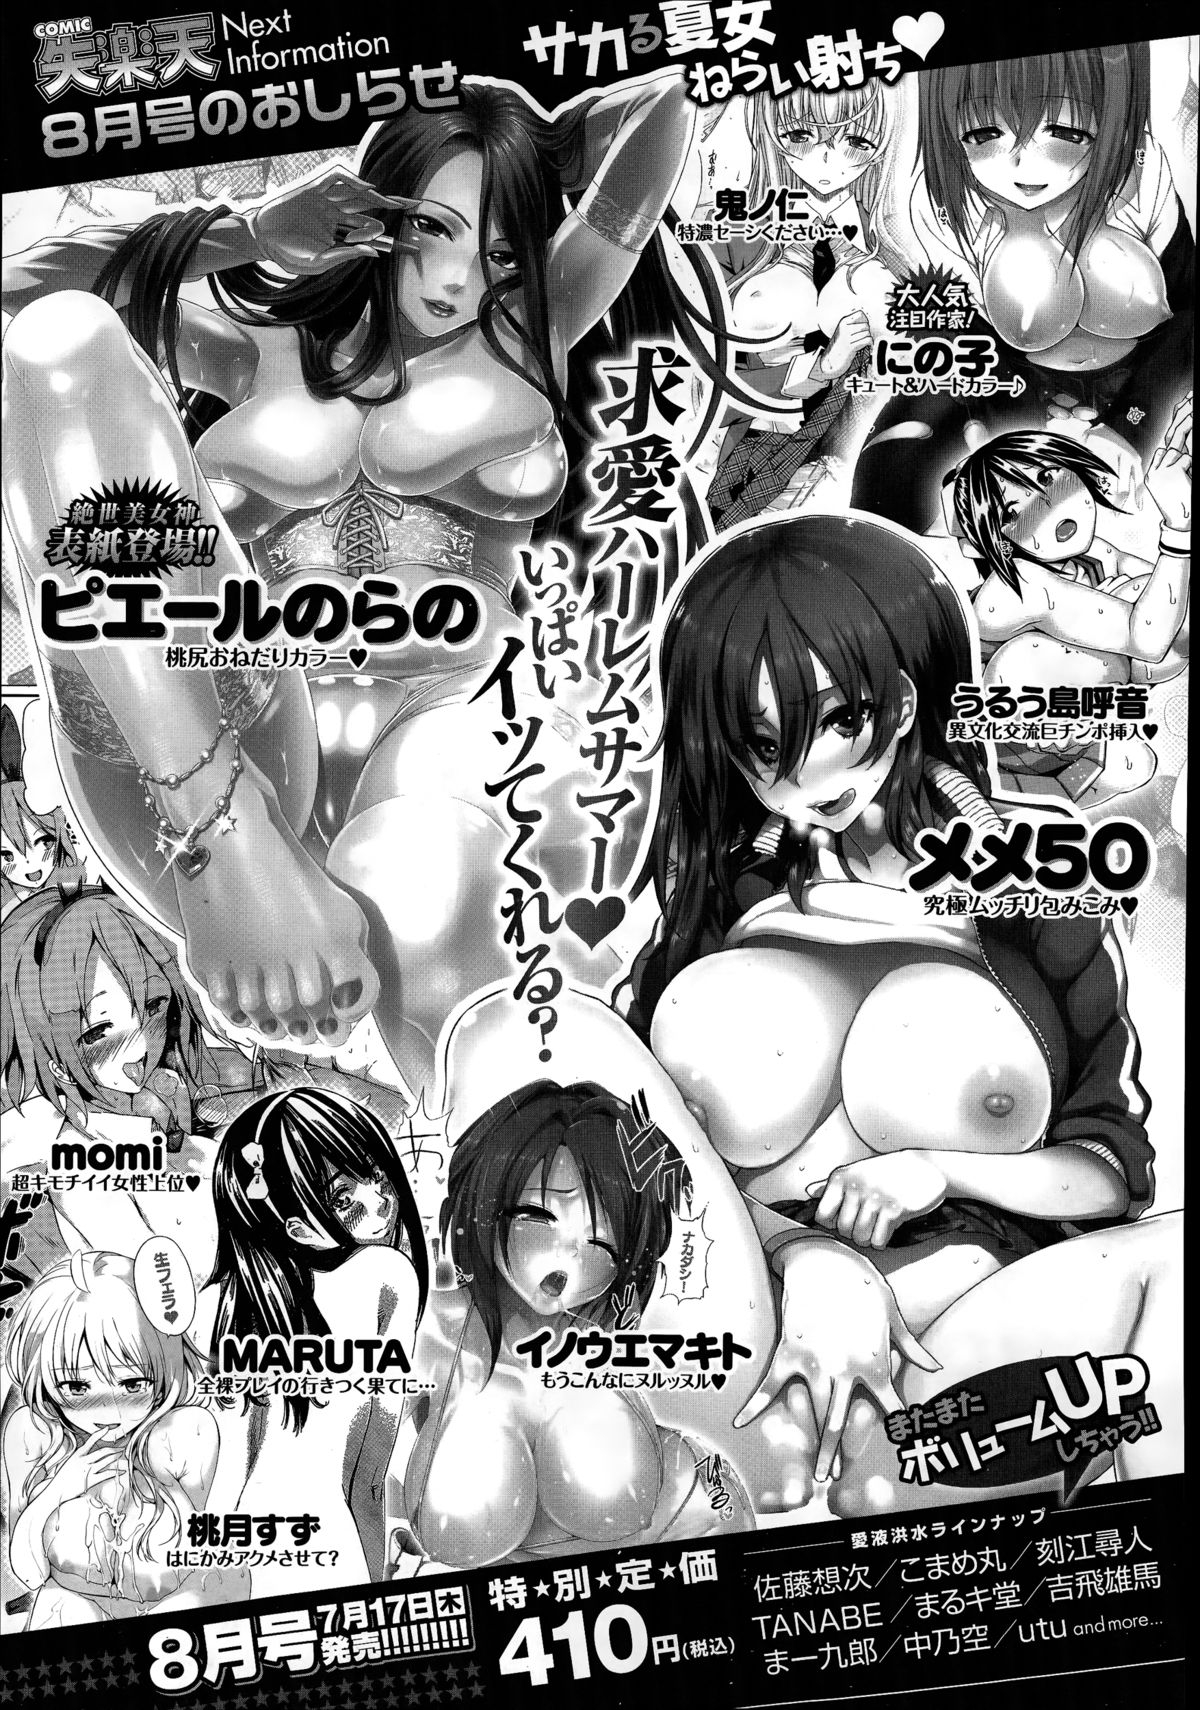 COMIC
失楽天
Next
Information
8月号のおしらせ
サカる夏女
ねらい射ち♥
鬼ノ仁
特濃セーシください…♥
大人気
注目作家!
にの子
キュート&ハードカラー♪
求愛ハールムサマー♥
いっぱい
イッてくれる?
絶世美女神
表紙登場!!
ピエールのらの
桃尻おねだりカラー♥
うるう島呼音
異文化交流巨チンポ挿入♥
メメ50
究極ムッチリ包みこみ♥
momi
超キモチイイ女性上位♥
生フェラ♥
MARUTA
全裸プレイの行きつく果てに…
ナカダシ!
イノウエマキト
もうこんなにヌルッヌル♥
桃月すず
はにかみアクメさせて?
またまた
ボリュームUP
しちゃう!!
愛液洪水ラインナップ
佐藤想次/こまめ丸/刻江尋人
TANABE/まるキ堂/吉飛雄馬
まー九郎/中乃空/utu and more…
8月号
7月17日木
発売!!!!!!!!!!
特★別★定★価
410円(税込)